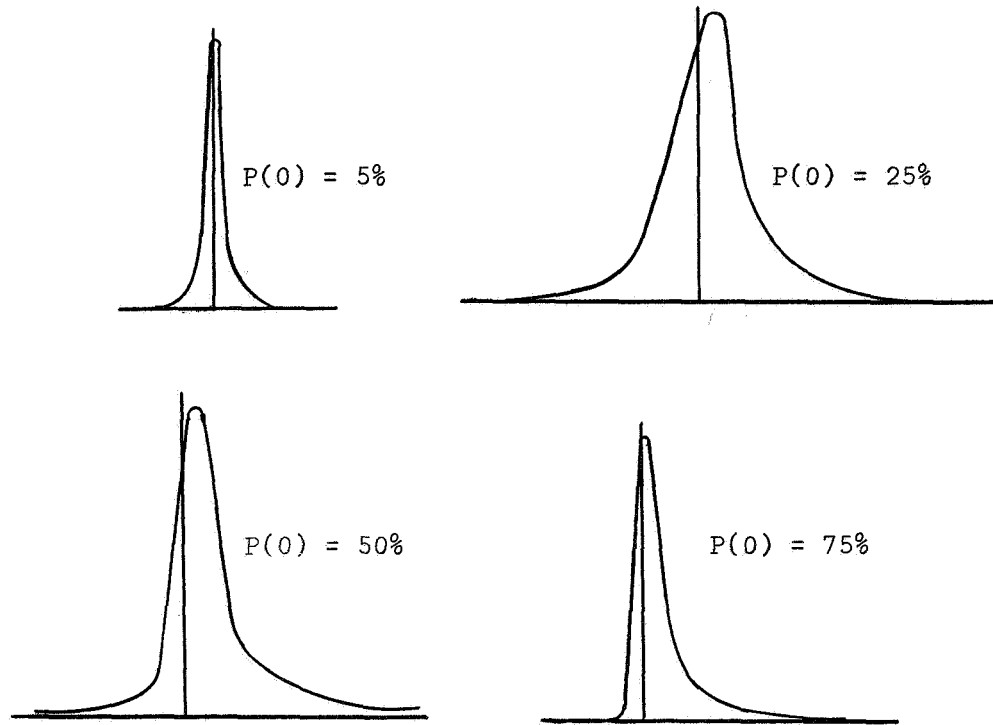 P(0) = 5%
P(0) = 25%
P(0) = 50%
P(0) = 75%